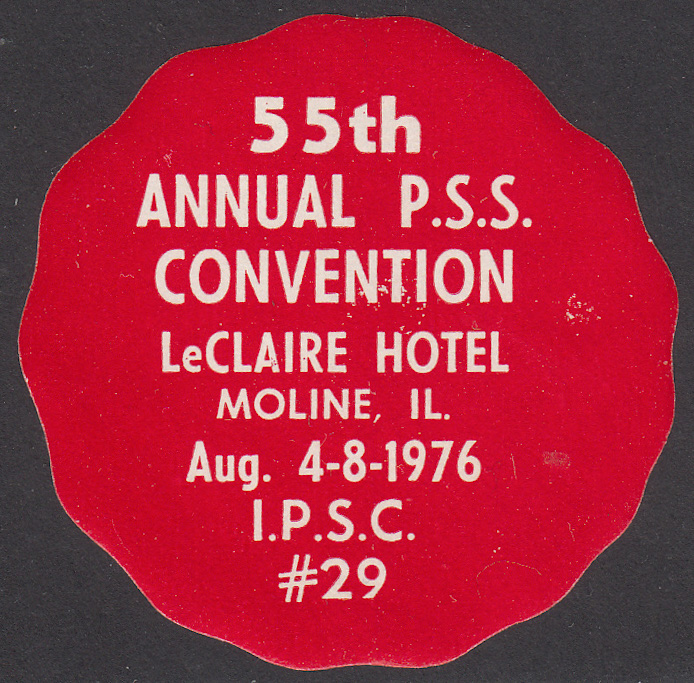 55th
ANNUAL P.S.S.
CONVENTION
LeCLAIRE HOTEL
MOLINE, IL.
Aug. 4-8-1976
I.P.S.C.
#29